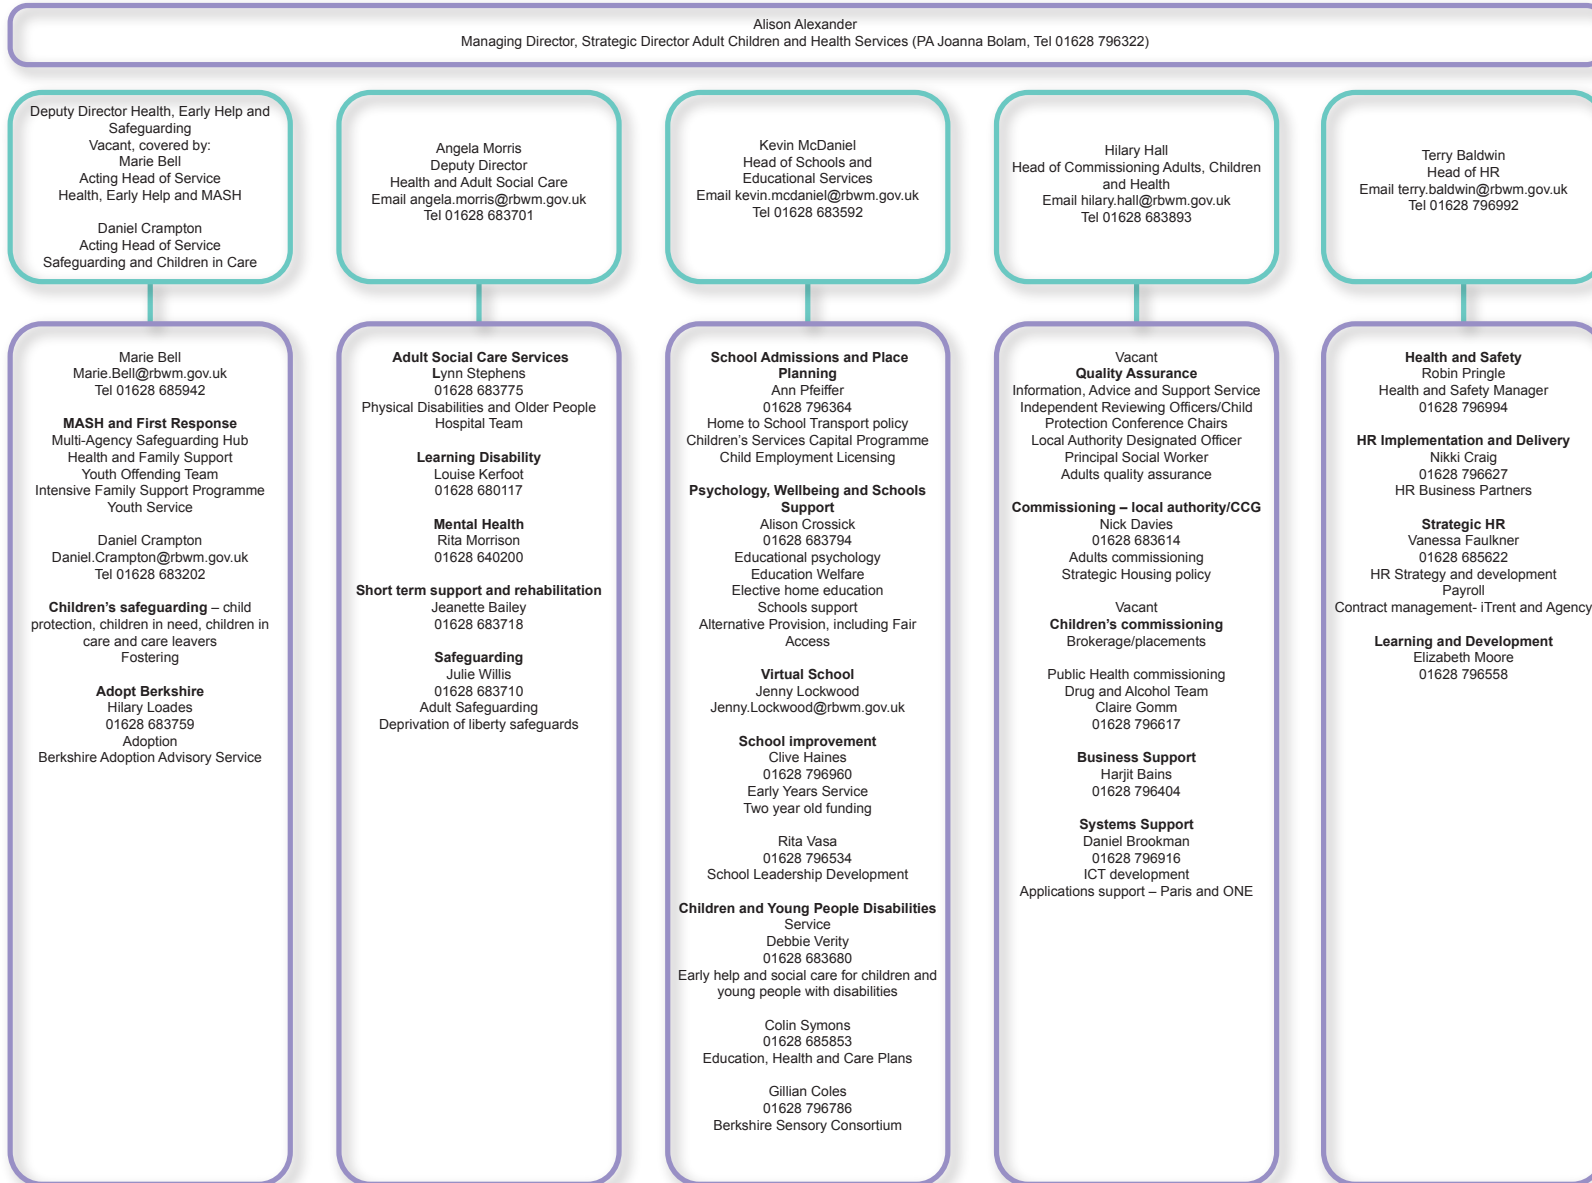 Alison Alexander
Managing Director, Strategic Director Adult Children and Health Services (PA Joanna Bolam, Tel 01628 796322)
Deputy Director Health, Early Help and
Safeguarding
Vacant, covered by:
Marie Bell
Acting Head of Service
Health, Early Help and MASH
Daniel Crampton
Acting Head of Service
Safeguarding and Children in Care
Angela Morris
Deputy Director
Health and Adult Social Care
Email angela.morris@rbwm.gov.uk
Tel 01628 683701
Kevin McDaniel
Head of Schools and
Educational Services
Email kevin.mcdaniel@rbwm.gov.uk
Tel 01628 683592
Hilary Hall
Head of Commissioning Adults, Children
and Health
Email hilary.hall@rbwm.gov.uk
Tel 01628 683893
Terry Baldwin
Head of HR
Email terry.baldwin@rbwm.gov.uk
Tel 01628 796992
Marie Bell
Marie.Bell@rbwm.gov.uk
Tel 01628 685942
MASH and First Response
Multi-Agency Safeguarding Hub
Health and Family Support
Youth Offending Team
Intensive Family Support Programme
Youth Service
Daniel Crampton
Daniel.Crampton@rbwm.gov.uk
Tel 01628 683202
Children's safeguarding – child
protection, children in need, children in
care and care leavers
Fostering
Adopt Berkshire
Hilary Loades
01628 683759
Adoption
Berkshire Adoption Advisory Service
Adult Social Care Services
Lynn Stephens
01628 683775
Physical Disabilities and Older People
Hospital Team
Learning Disability
Louise Kerfoot
01628 680117
Mental Health
Rita Morrison
01628 640200
Short term support and rehabilitation
Jeanette Bailey
01628 683718
Safeguarding
Julie Willis
01628 683710
Adult Safeguarding
Deprivation of liberty safeguards
School Admissions and Place
Planning
Ann Pfeiffer
01628 796364
Home to School Transport policy
Children's Services Capital Programme
Child Employment Licensing
Psychology, Wellbeing and Schools
Support
Alison Crossick
01628 683794
Educational psychology
Education Welfare
Elective home education
Schools support
Alternative Provision, including Fair
Access
Virtual School
Jenny Lockwood
Jenny.Lockwood@rbwm.gov.uk
School improvement
Clive Haines
01628 796960
Early Years Service
Two year old funding
Rita Vasa
01628 796534
School Leadership Development
Children and Young People Disabilities
Service
Debbie Verity
01628 683680
Early help and social care for children and
young people with disabilities
Colin Symons
01628 685853
Education, Health and Care Plans
Gillian Coles
01628 796786
Berkshire Sensory Consortium
Vacant
Quality Assurance
Information, Advice and Support Service
Independent Reviewing Officers/Child
Protection Conference Chairs
Local Authority Designated Officer
Principal Social Worker
Adults quality assurance
Commissioning – local authority/CCG
Nick Davies
01628 683614
Adults commissioning
Strategic Housing policy
Vacant
Children's commissioning
Brokerage/placements
Public Health commissioning
Drug and Alcohol Team
Claire Gomm
01628 796617
Business Support
Harjit Bains
01628 796404
Systems Support
Daniel Brookman
01628 796916
ICT development
Applications support – Paris and ONE
Health and Safety
Robin Pringle
Health and Safety Manager
01628 796994
HR Implementation and Delivery
Nikki Craig
01628 796627
HR Business Partners
Strategic HR
Vanessa Faulkner
01628 685622
HR Strategy and development
Payroll
Contract management- iTrent and Agency
Learning and Development
Elizabeth Moore
01628 796558